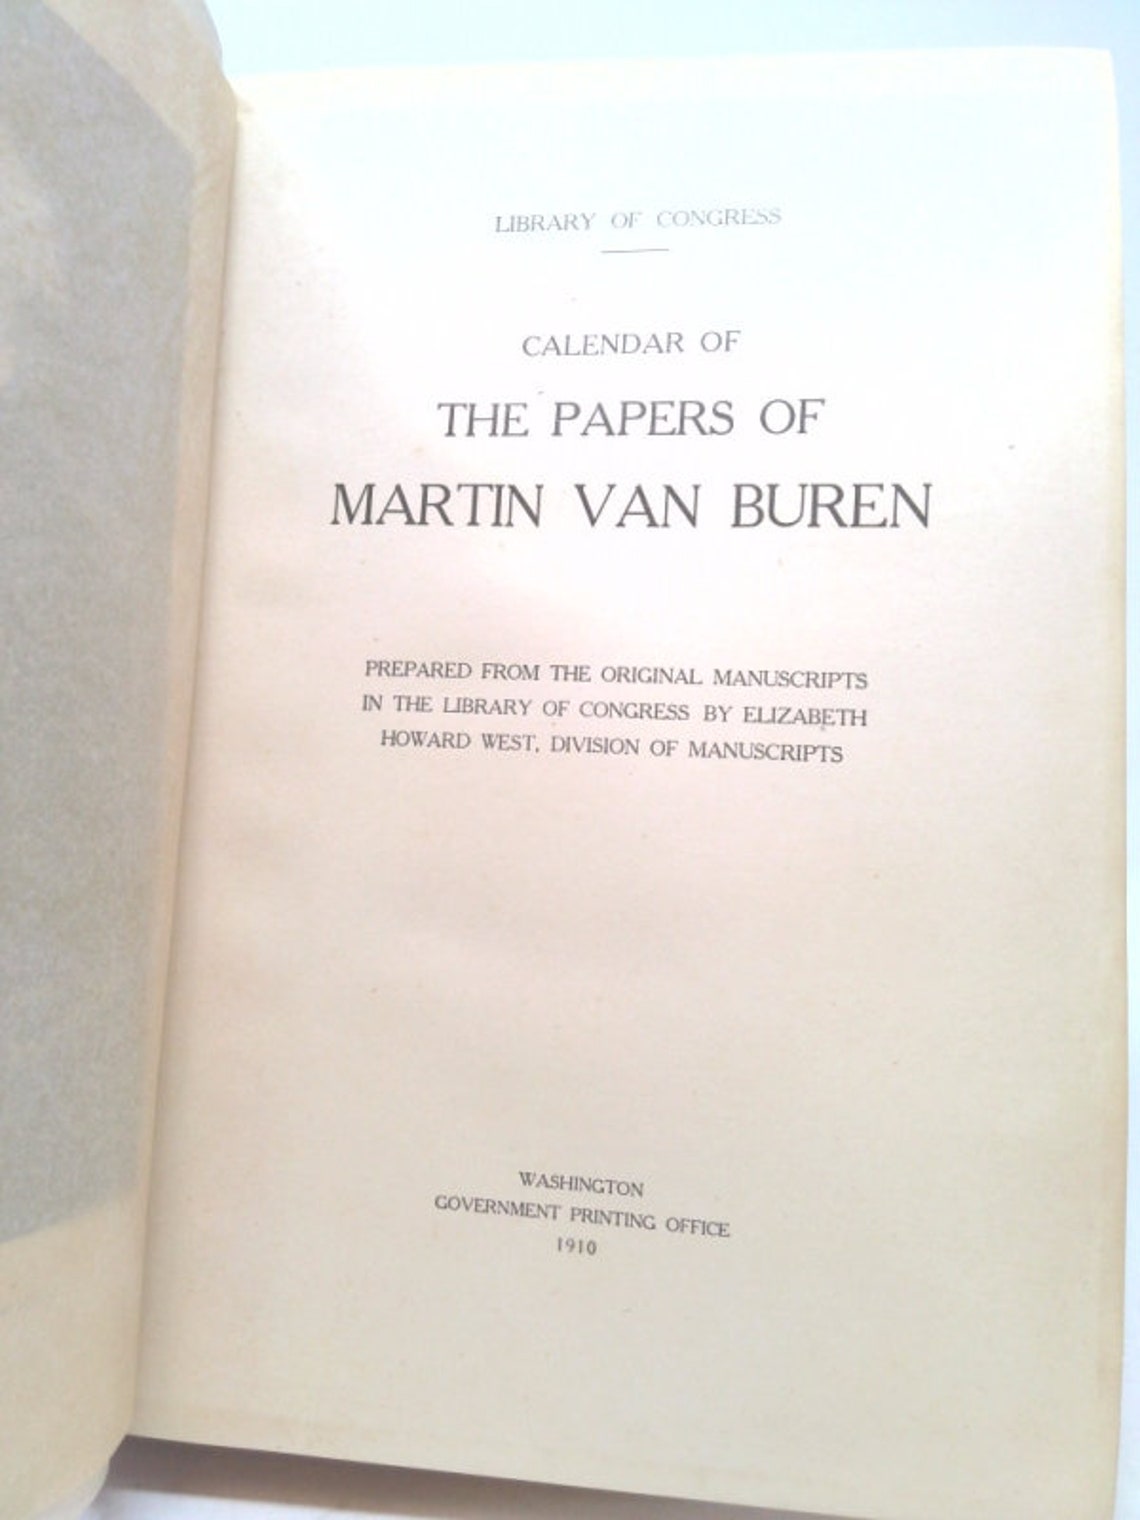 LIBRARY OF CONGRESS
CALENDAR OF
THE PAPERS OF
MARTIN VAN BUREN
PREPARED FROM THE ORIGINAL MANUSCRIPTS
IN THE LIBRARY OF CONGRESS BY ELIZABETH
HOWARD WEST, DIVISION OF MANUSCRIPTS
WASHINGTON
GOVERNMENT PRINTING OFFICE
1910